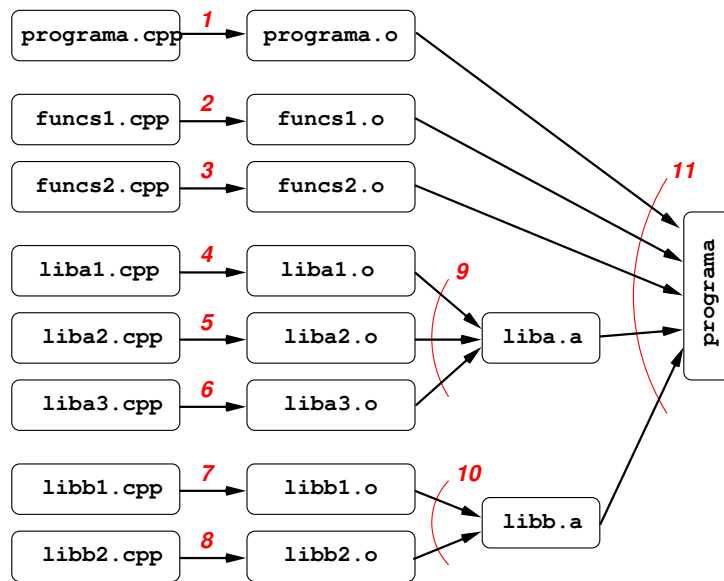 1
programa.cpp
programa.o
2
funcs1.cpp
funcs1.o
3
funcs2.cpp
funcs2.o
11
programa
4
liba1.cpp
liba1.o
9
5
liba2.cpp
liba2.o
liba.a
6
liba3.cpp
liba3.o
7
libb1.cpp
libb1.o
10
libb.a
8
libb2.cpp
libb2.o